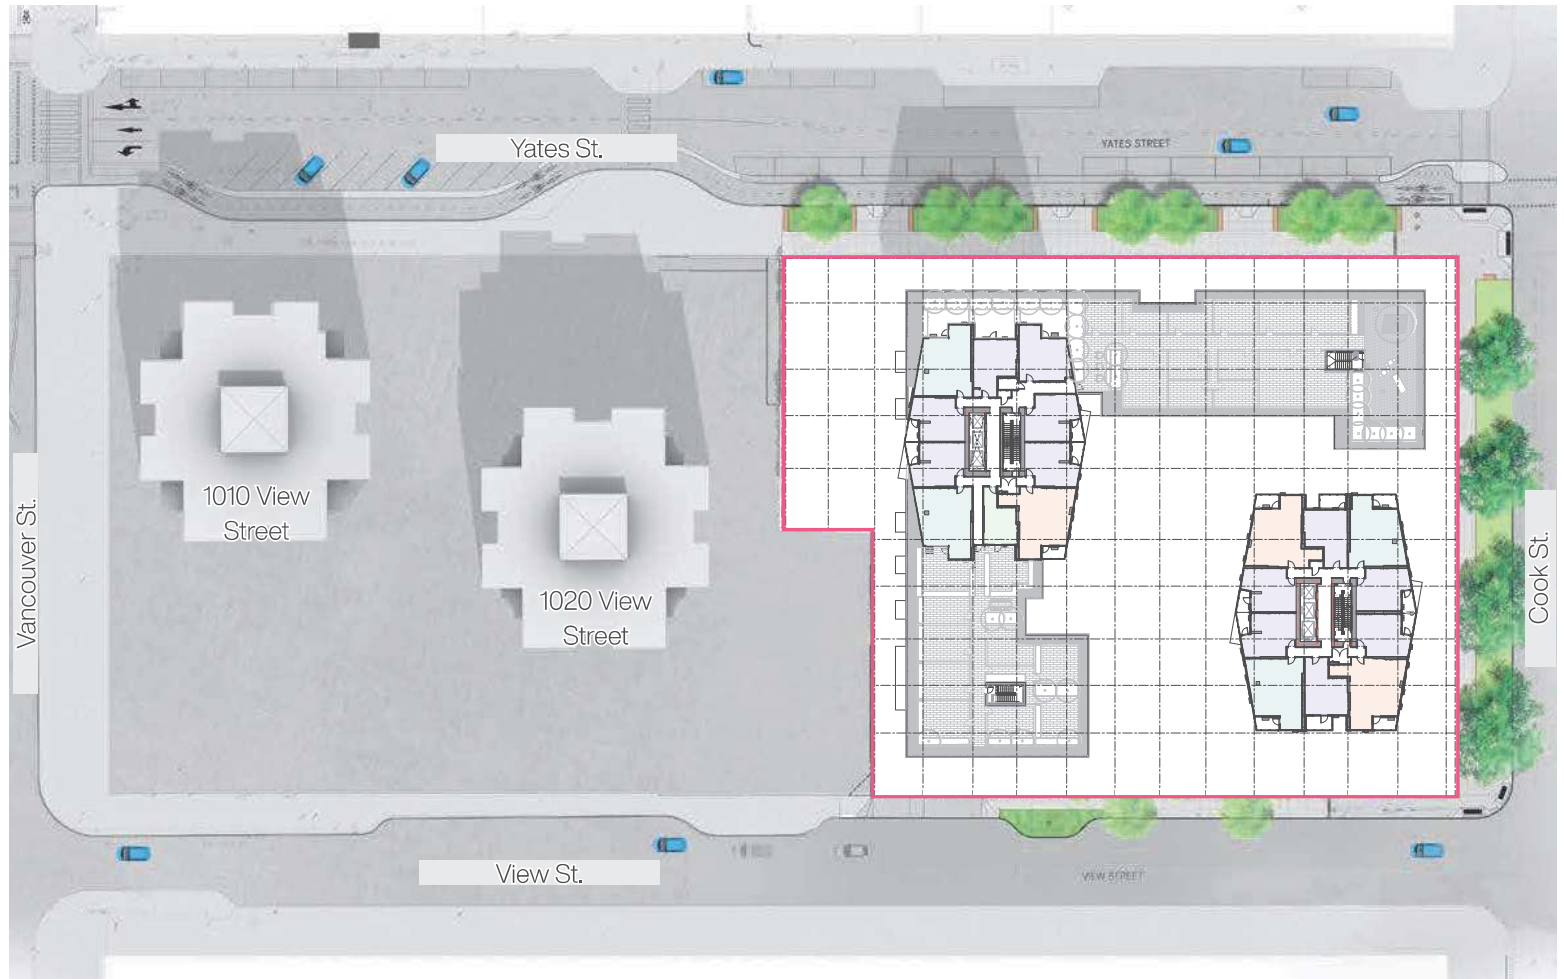 Yates St.
YATES STREET
1010 View
Street
1020 View
Street
Vancouver St.
Cook St.
View St.
VIEW STREET